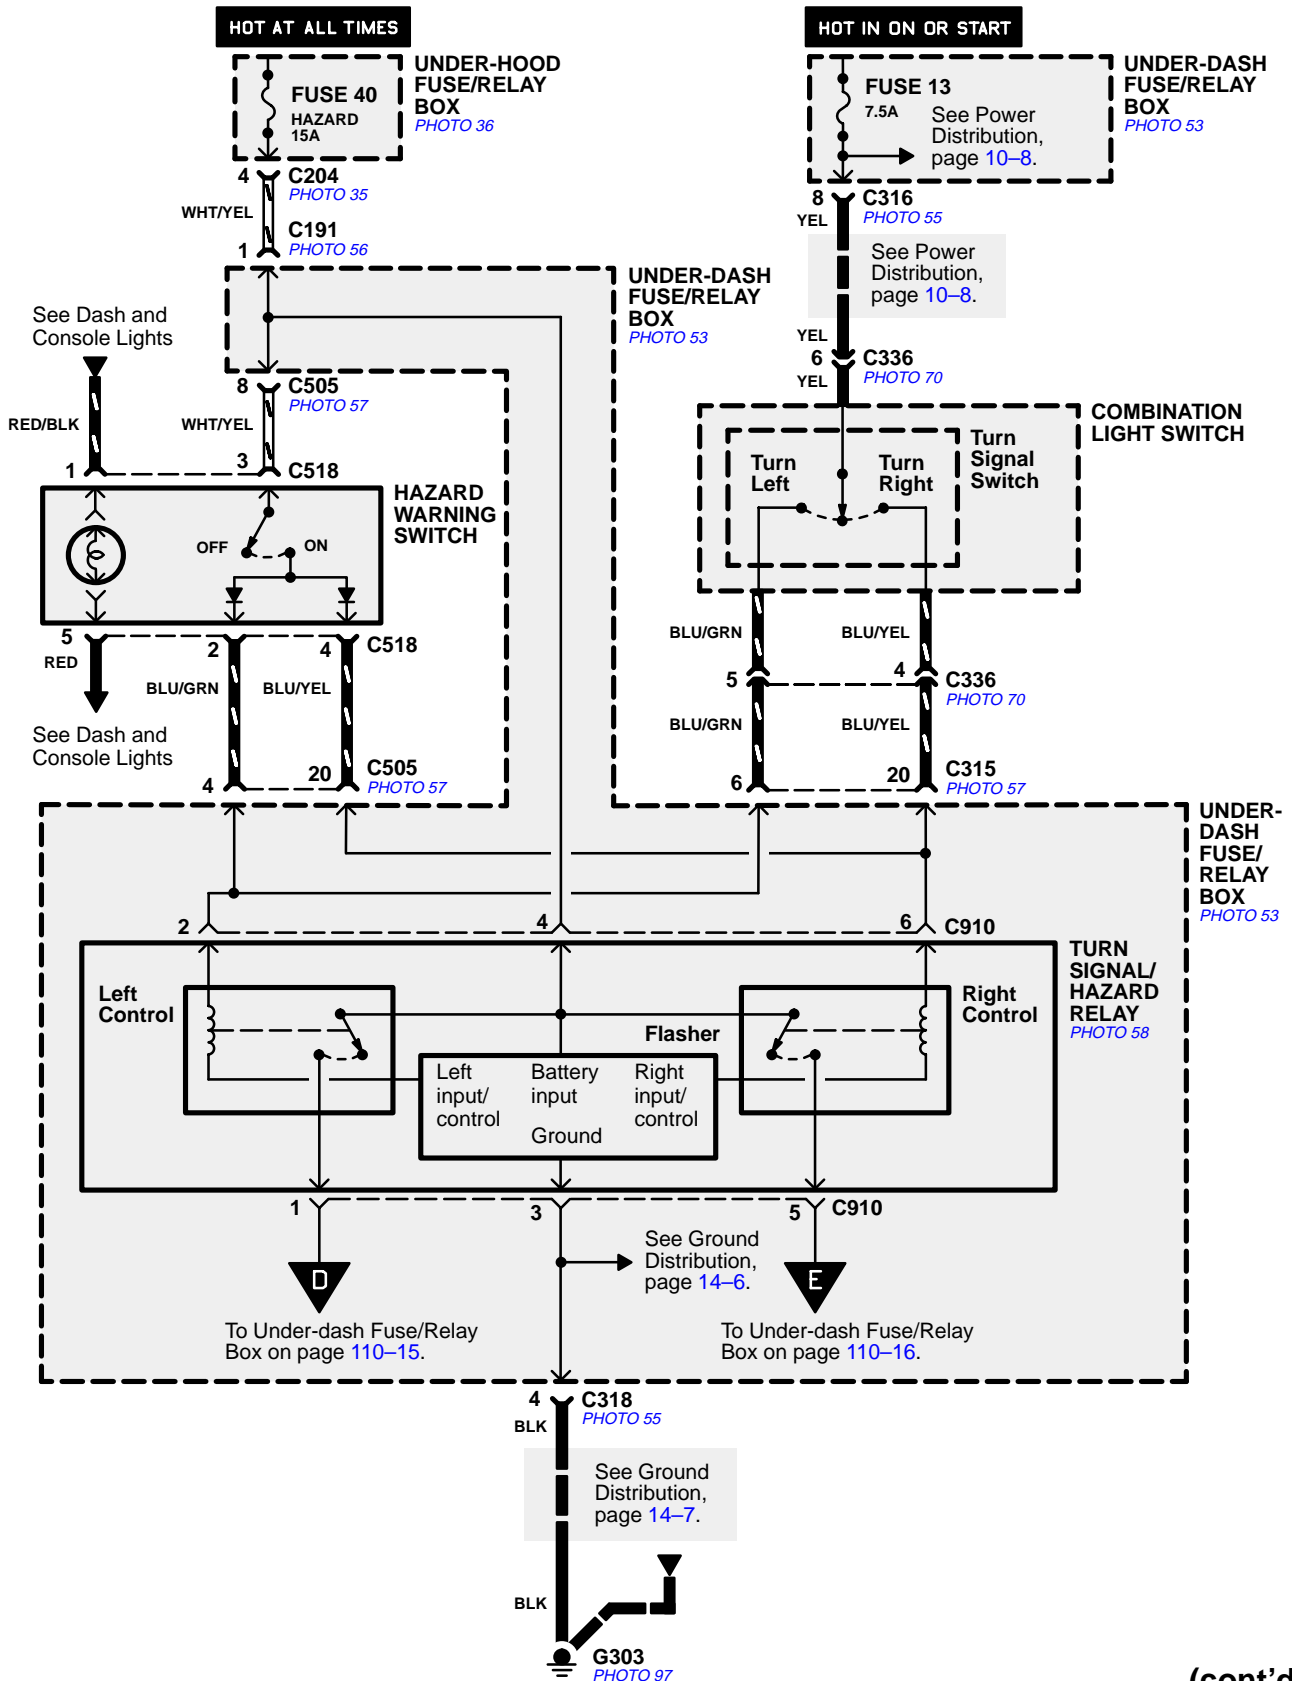 HOT AT ALL TIMES
HOT IN ON OR START
UNDER-HOOD
FUSE/RELAY
BOX
PHOTO 36
FUSE 40
HAZARD
15A
UNDER-DASH
FUSE/RELAY
BOX
PHOTO 53
FUSE 13
7.5A
See Power
Distribution,
page 10–8.
4
C204
PHOTO 35
WHT/YEL
C191
1
PHOTO 56
8
C316
YEL
PHOTO 55
See Power
Distribution,
page 10–8.
UNDER-DASH
FUSE/RELAY
BOX
PHOTO 53
See Dash and
Console Lights
YEL
6
C336
YEL
PHOTO 70
8
C505
PHOTO 57
RED/BLK
WHT/YEL
1
3
C518
COMBINATION
LIGHT SWITCH
Turn
Signal
Switch
Turn
Left
Turn
Right
HAZARD
WARNING
SWITCH
OFF
ON
5
RED
2
4
C518
BLU/GRN
BLU/YEL
BLU/GRN
BLU/YEL
5
4
C336
PHOTO 70
See Dash and
Console Lights
BLU/GRN
BLU/YEL
4
20
C505
PHOTO 57
6
20
C315
PHOTO 57
UNDER-
DASH
FUSE/
RELAY
BOX
PHOTO 53
2
4
6
C910
TURN
SIGNAL/
HAZARD
RELAY
PHOTO 58
Left
Control
Right
Control
Flasher
Left
input/
control
Battery
input
Right
input/
control
Ground
1
3
5
C910
See Ground
Distribution,
page 14–6.
D
E
To Under-dash Fuse/Relay
Box on page 110–15.
To Under-dash Fuse/Relay
Box on page 110–16.
4
C318
BLK
PHOTO 55
See Ground
Distribution,
page 14–7.
BLK
G303
PHOTO 97
(cont'd